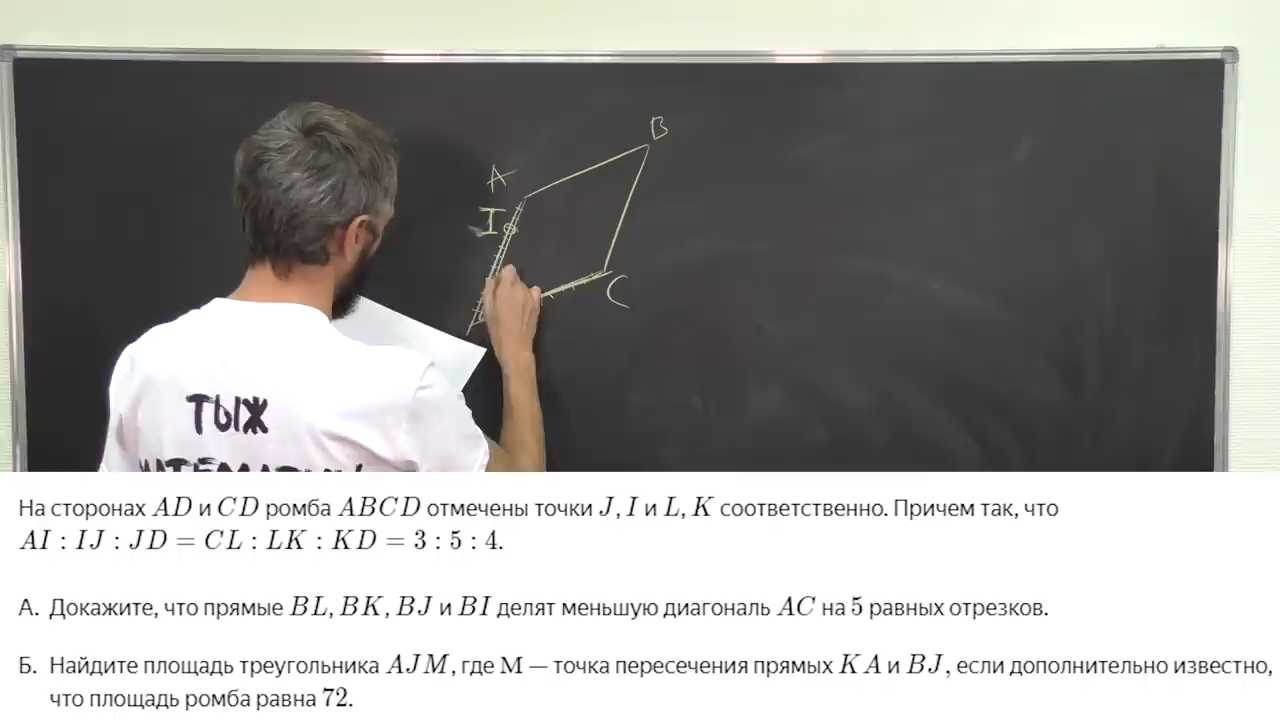 B
A
I
C
ТЫЖ
МАТЕМАТИК
На сторонах AD и CD ромба ABCD отмечены точки J, I и L, K соответственно. Причем так, что
AI : IJ : JD = CL : LK : KD = 3 : 5 : 4.
А. Докажите, что прямые BL, BK, BJ и BI делят меньшую диагональ AC на 5 равных отрезков.
Б. Найдите площадь треугольника AJM, где M — точка пересечения прямых KA и BJ, если дополнительно известно,
что площадь ромба равна 72.